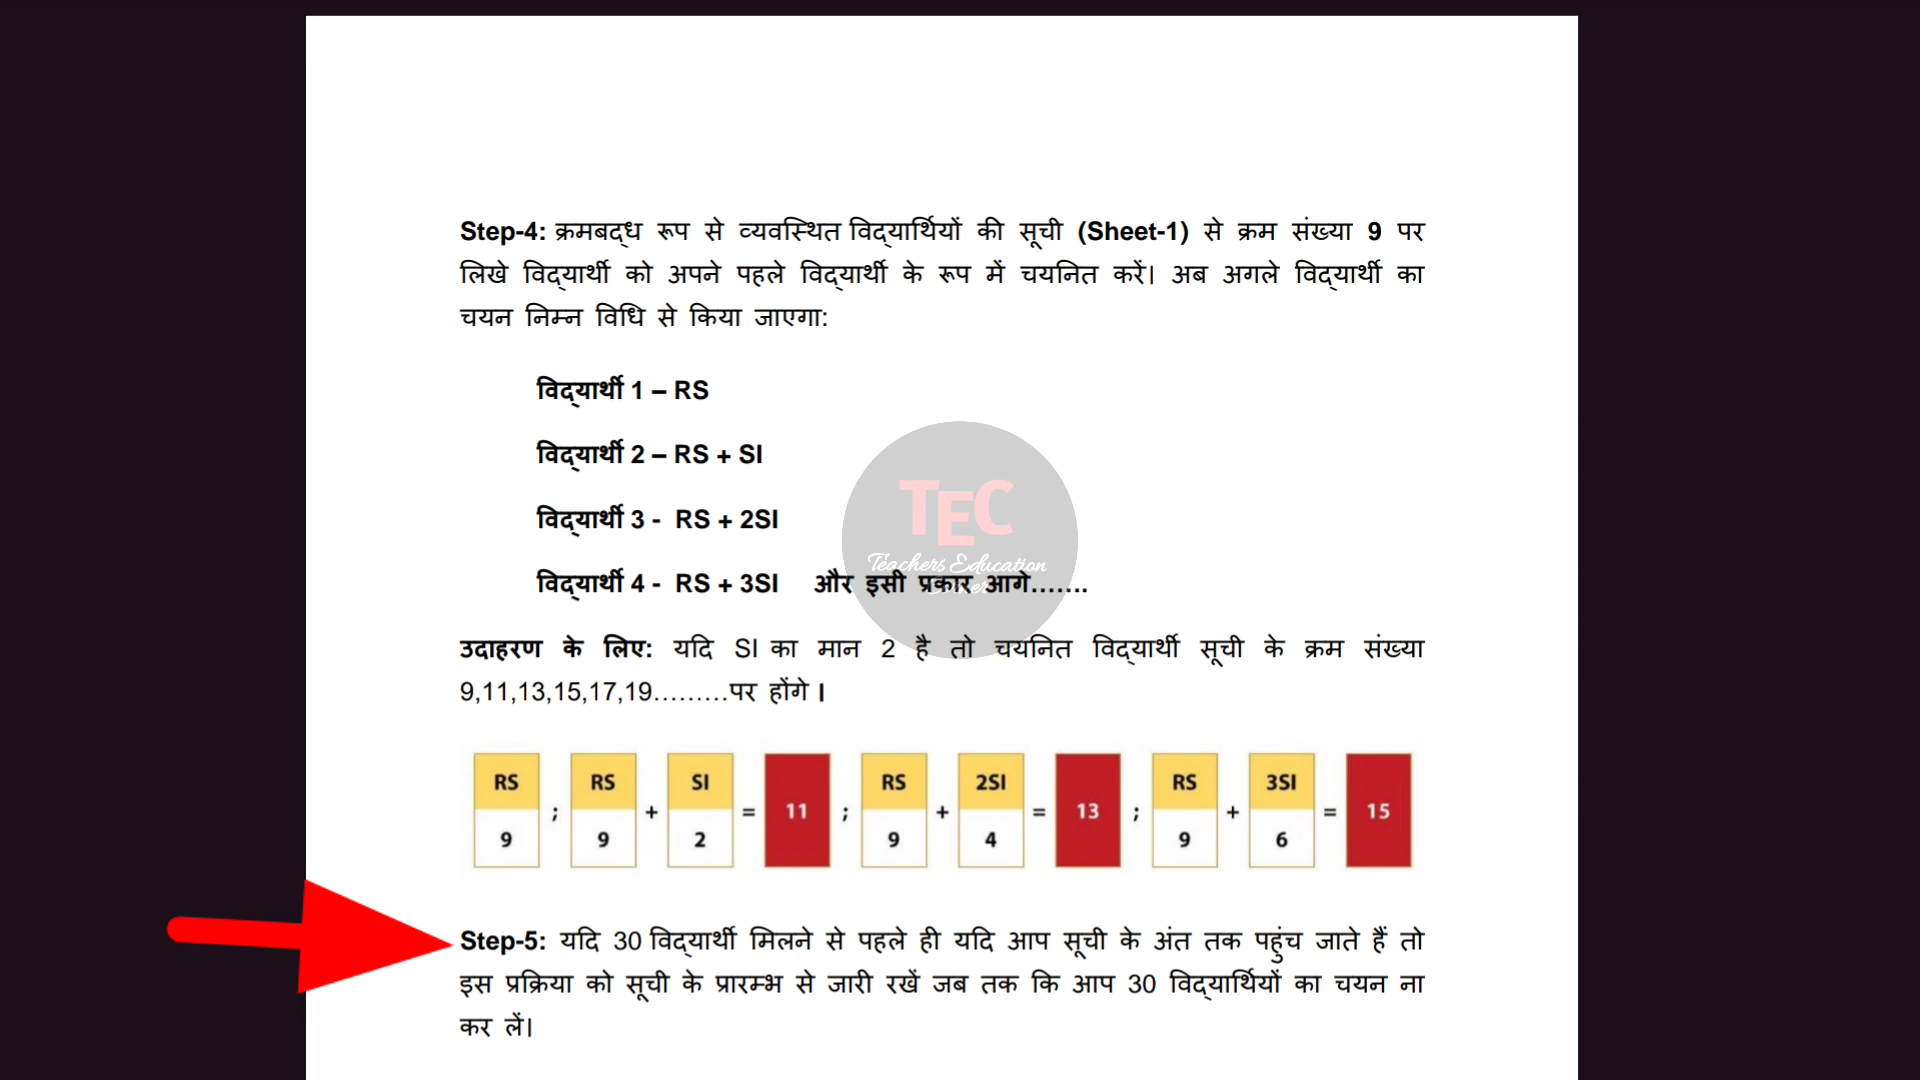 Step-4: क्रमबद्ध रूप से व्यवस्थित विद्यार्थियों की सूची (Sheet-1) से क्रम संख्या 9 पर
लिखे विद्यार्थी को अपने पहले विद्यार्थी के रूप में चयनित करें। अब अगले विद्यार्थी का
चयन निम्न विधि से किया जाएगा:
विद्यार्थी 1 – RS
विद्यार्थी 2 – RS + SI
विद्यार्थी 3 - RS + 2SI
विद्यार्थी 4 - RS + 3SI और इसी प्रकार आगे…….
TEC
Teachers Education
उदाहरण के लिए: यदि SI का मान 2 है तो चयनित विद्यार्थी सूची के क्रम संख्या
9,11,13,15,17,19………पर होंगे ।
RS RS SI RS 2SI RS 3SI
; + = 11 ; + = 13 ; + = 15
9 9 2 9 4 9 6
Step-5: यदि 30 विद्यार्थी मिलने से पहले ही यदि आप सूची के अंत तक पहुंच जाते हैं तो
इस प्रक्रिया को सूची के प्रारम्भ से जारी रखें जब तक कि आप 30 विद्यार्थियों का चयन ना
कर लें।